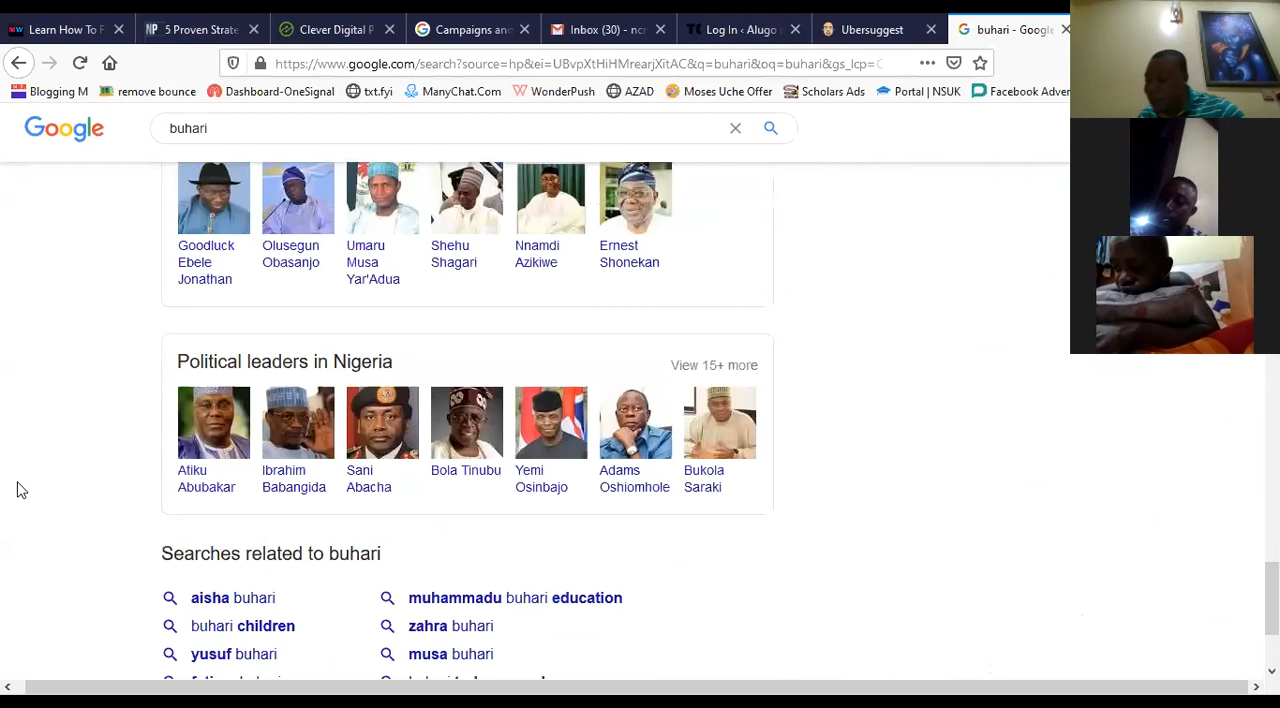 Learn How To F
5 Proven Strate
Clever Digital P
Campaigns and
Inbox (30) - ncr
Log In ‹ Alugo i
Ubersuggest
buhari - Google
https://www.google.com/search?source=hp&ei=UBvpXtHiHMrearjXitAC&q=buhari&oq=buhari&gs_lcp=C
Blogging M
remove bounce
Dashboard-OneSignal
txt.fyi
ManyChat.Com
WonderPush
AZAD
Moses Uche Offer
Scholars Ads
Portal | NSUK
Facebook Adver
Google
buhari
Goodluck
Ebele
Jonathan
Olusegun
Obasanjo
Umaru
Musa
Yar'Adua
Shehu
Shagari
Nnamdi
Azikiwe
Ernest
Shonekan
Political leaders in Nigeria
View 15+ more
Atiku
Abubakar
Ibrahim
Babangida
Sani
Abacha
Bola Tinubu
Yemi
Osinbajo
Adams
Oshiomhole
Bukola
Saraki
Searches related to buhari
aisha buhari
muhammadu buhari education
buhari children
zahra buhari
yusuf buhari
musa buhari